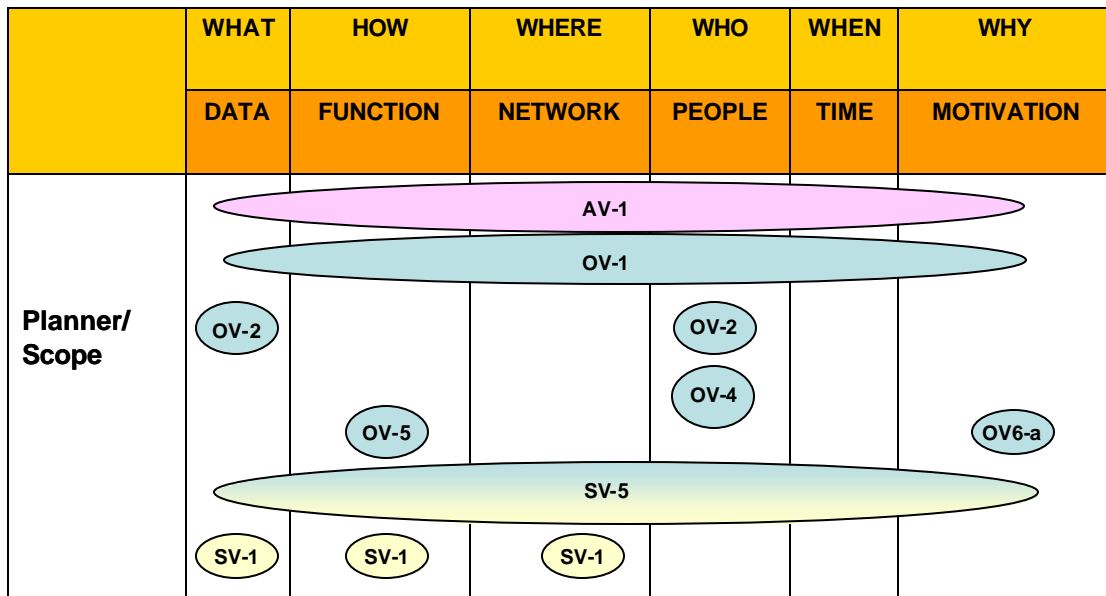 WHAT HOW WHERE WHO WHEN WHY
DATA FUNCTION NETWORK PEOPLE TIME MOTIVATION
AV-1
OV-1
Planner/
Scope
OV-2 OV-2
OV-4
OV-5 OV6-a
SV-5
SV-1 SV-1 SV-1